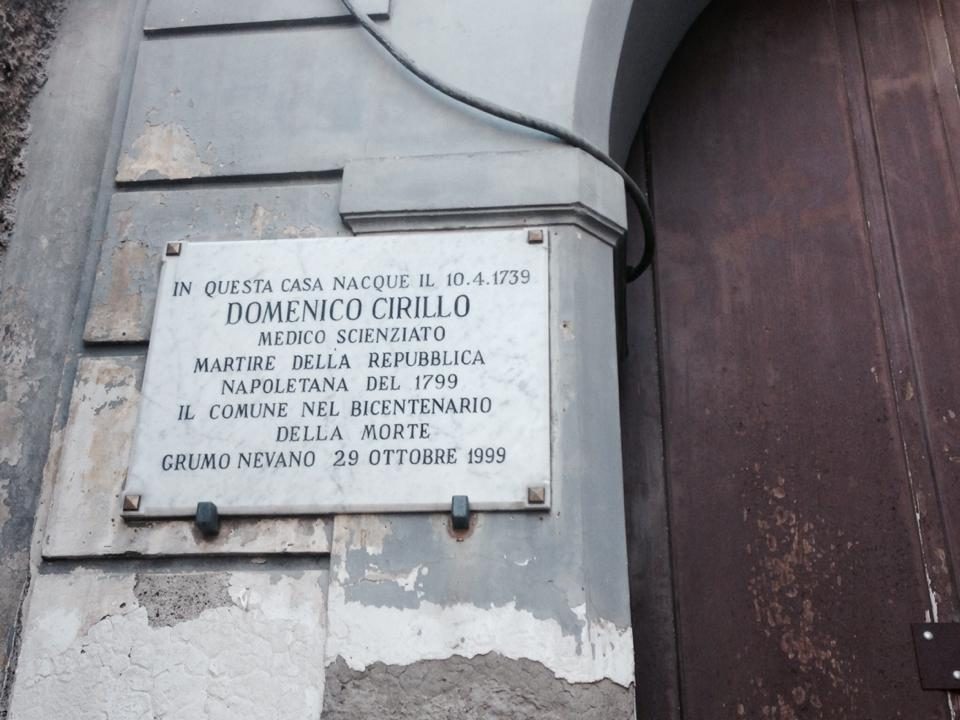 IN QUESTA CASA NACQUE IL 10.4.1739
DOMENICO CIRILLO
MEDICO SCIENZIATO
MARTIRE DELLA REPUBBLICA
NAPOLETANA DEL 1799
IL COMUNE NEL BICENTENARIO
DELLA MORTE
GRUMO NEVANO 29 OTTOBRE 1999